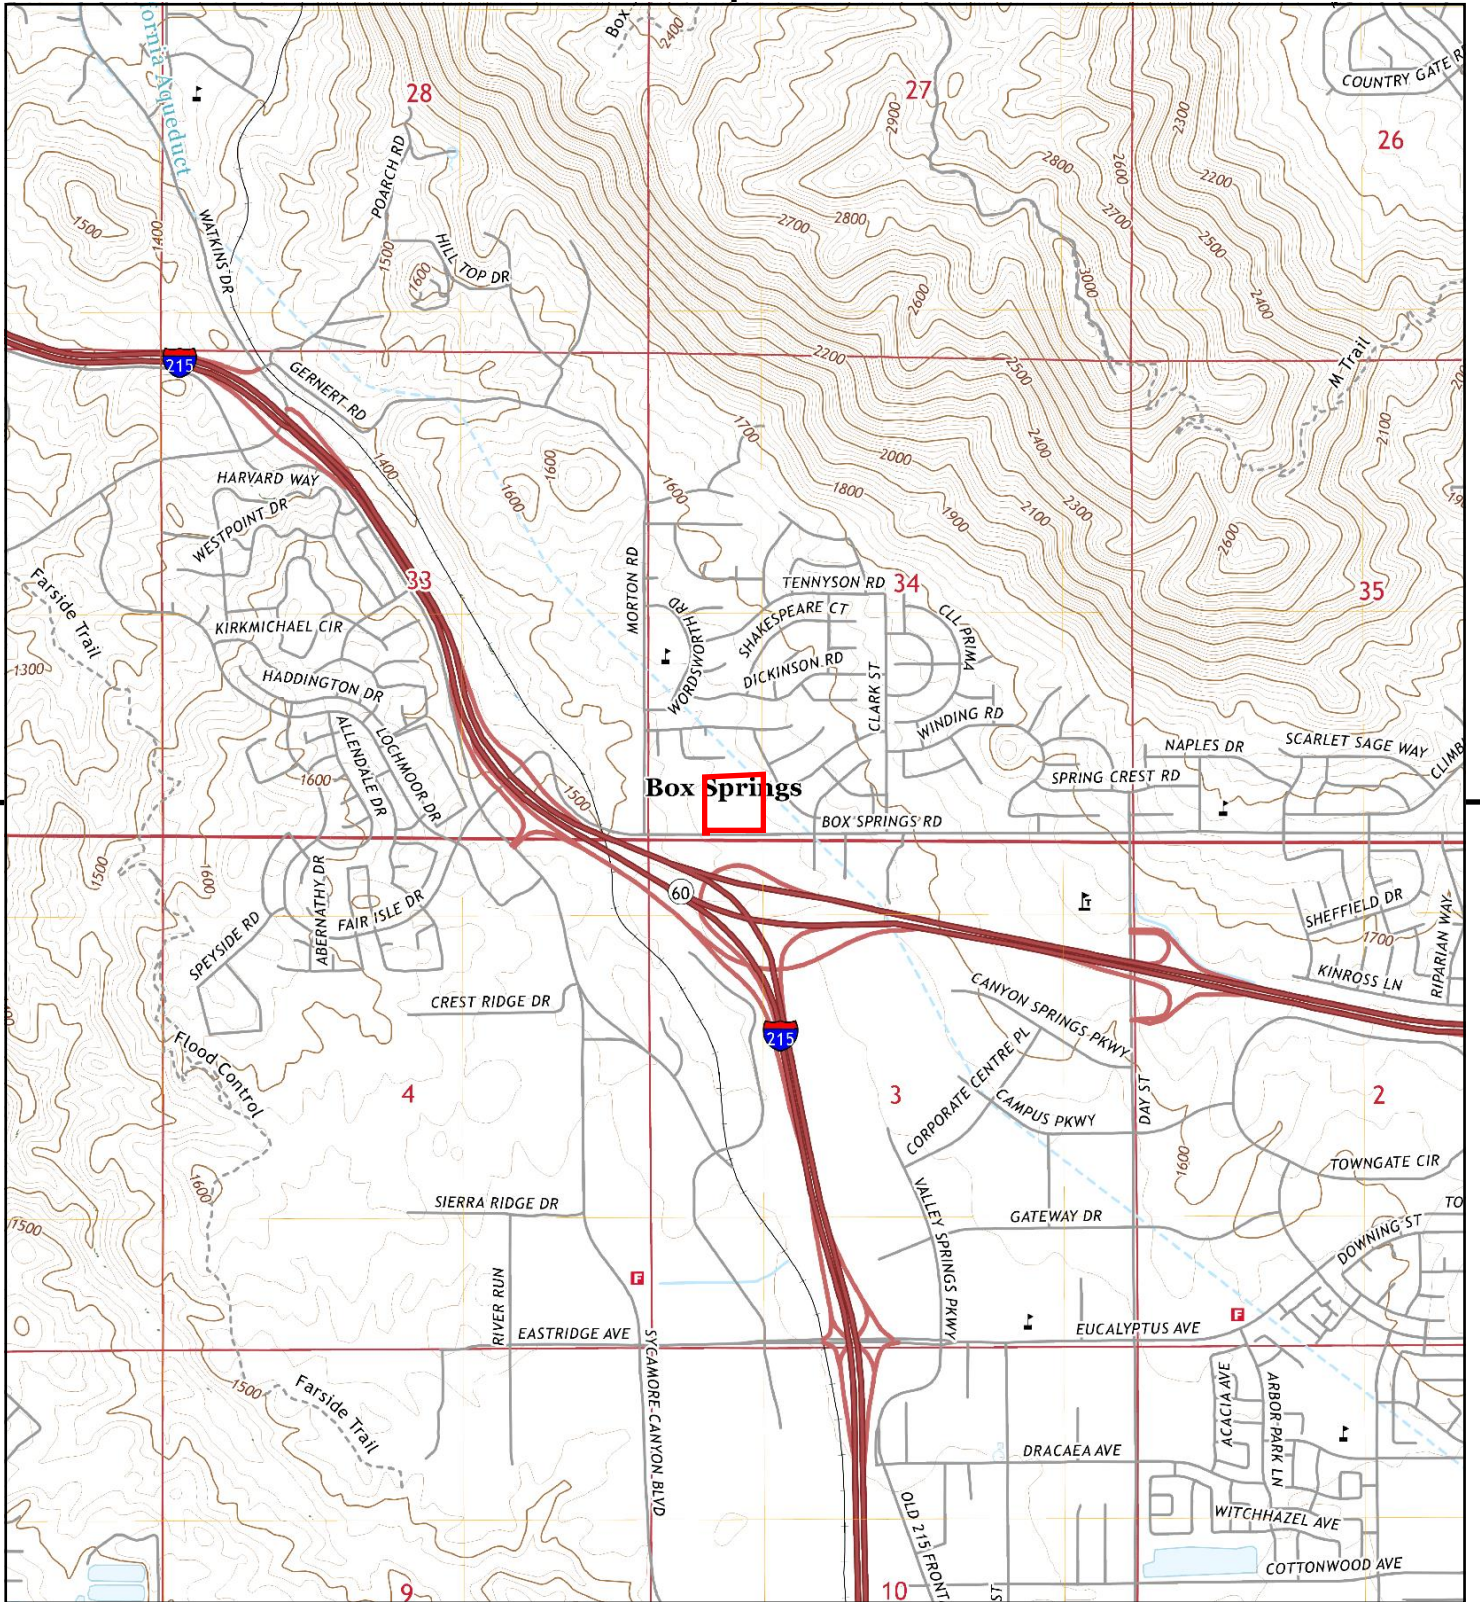 Box
2400
COUNTRY GATE R
ornia Aqueduct
28
27
26
2900
2300
POARCH RD
2800
2600
2200
1500
1400
WATKINS DR
1500
HILL TOP DR
1600
2700
2800
2700
2500
2600
3000
2400
215
GERNERT RD
2200
2500
M Trail
200
1700
2100
HARVARD WAY
1400
1600
1600
1600
2000
1800
1900
2400
2300
2100
2600
190
WESTPOINT DR
Farside Trail
33
MORTON RD
TENNYSON RD
34
35
KIRKMICHAEL CIR
WORDSWORTH RD
SHAKESPEARE CT
CLL PRIMA
DICKINSON RD
1300
HADDINGTON DR
CLARK ST
WINDING RD
ALLENDALE DR
LOCHMOOR DR
1600
NAPLES DR
SCARLET SAGE WAY
CLIMB
SPRING CREST RD
1500
Box Springs
BOX SPRINGS RD
1500
1600
ABERNATHY DR
FAIR ISLE DR
SPEYSIDE RD
60
SHEFFIELD DR
1700
RIPARIAN WAY
KINROSS LN
CREST RIDGE DR
CANYON SPRINGS PKWY
215
Flood Control
4
3
2
CORPORATE CENTRE PL
CAMPUS PKWY
DAY ST
1600
1600
TOWNGATE CIR
SIERRA RIDGE DR
VALLEY SPRINGS PKWY
GATEWAY DR
TO
DOWNING ST
1500
F
RIVER RUN
EASTRIDGE AVE
EUCALYPTUS AVE
F
SYCAMORE CANYON BLVD
1500
Farside Trail
ACACIA AVE
ARBOR PARK LN
DRACAEA AVE
OLD 215 FRONT
WITCHHAZEL AVE
COTTONWOOD AVE
9
10
ST